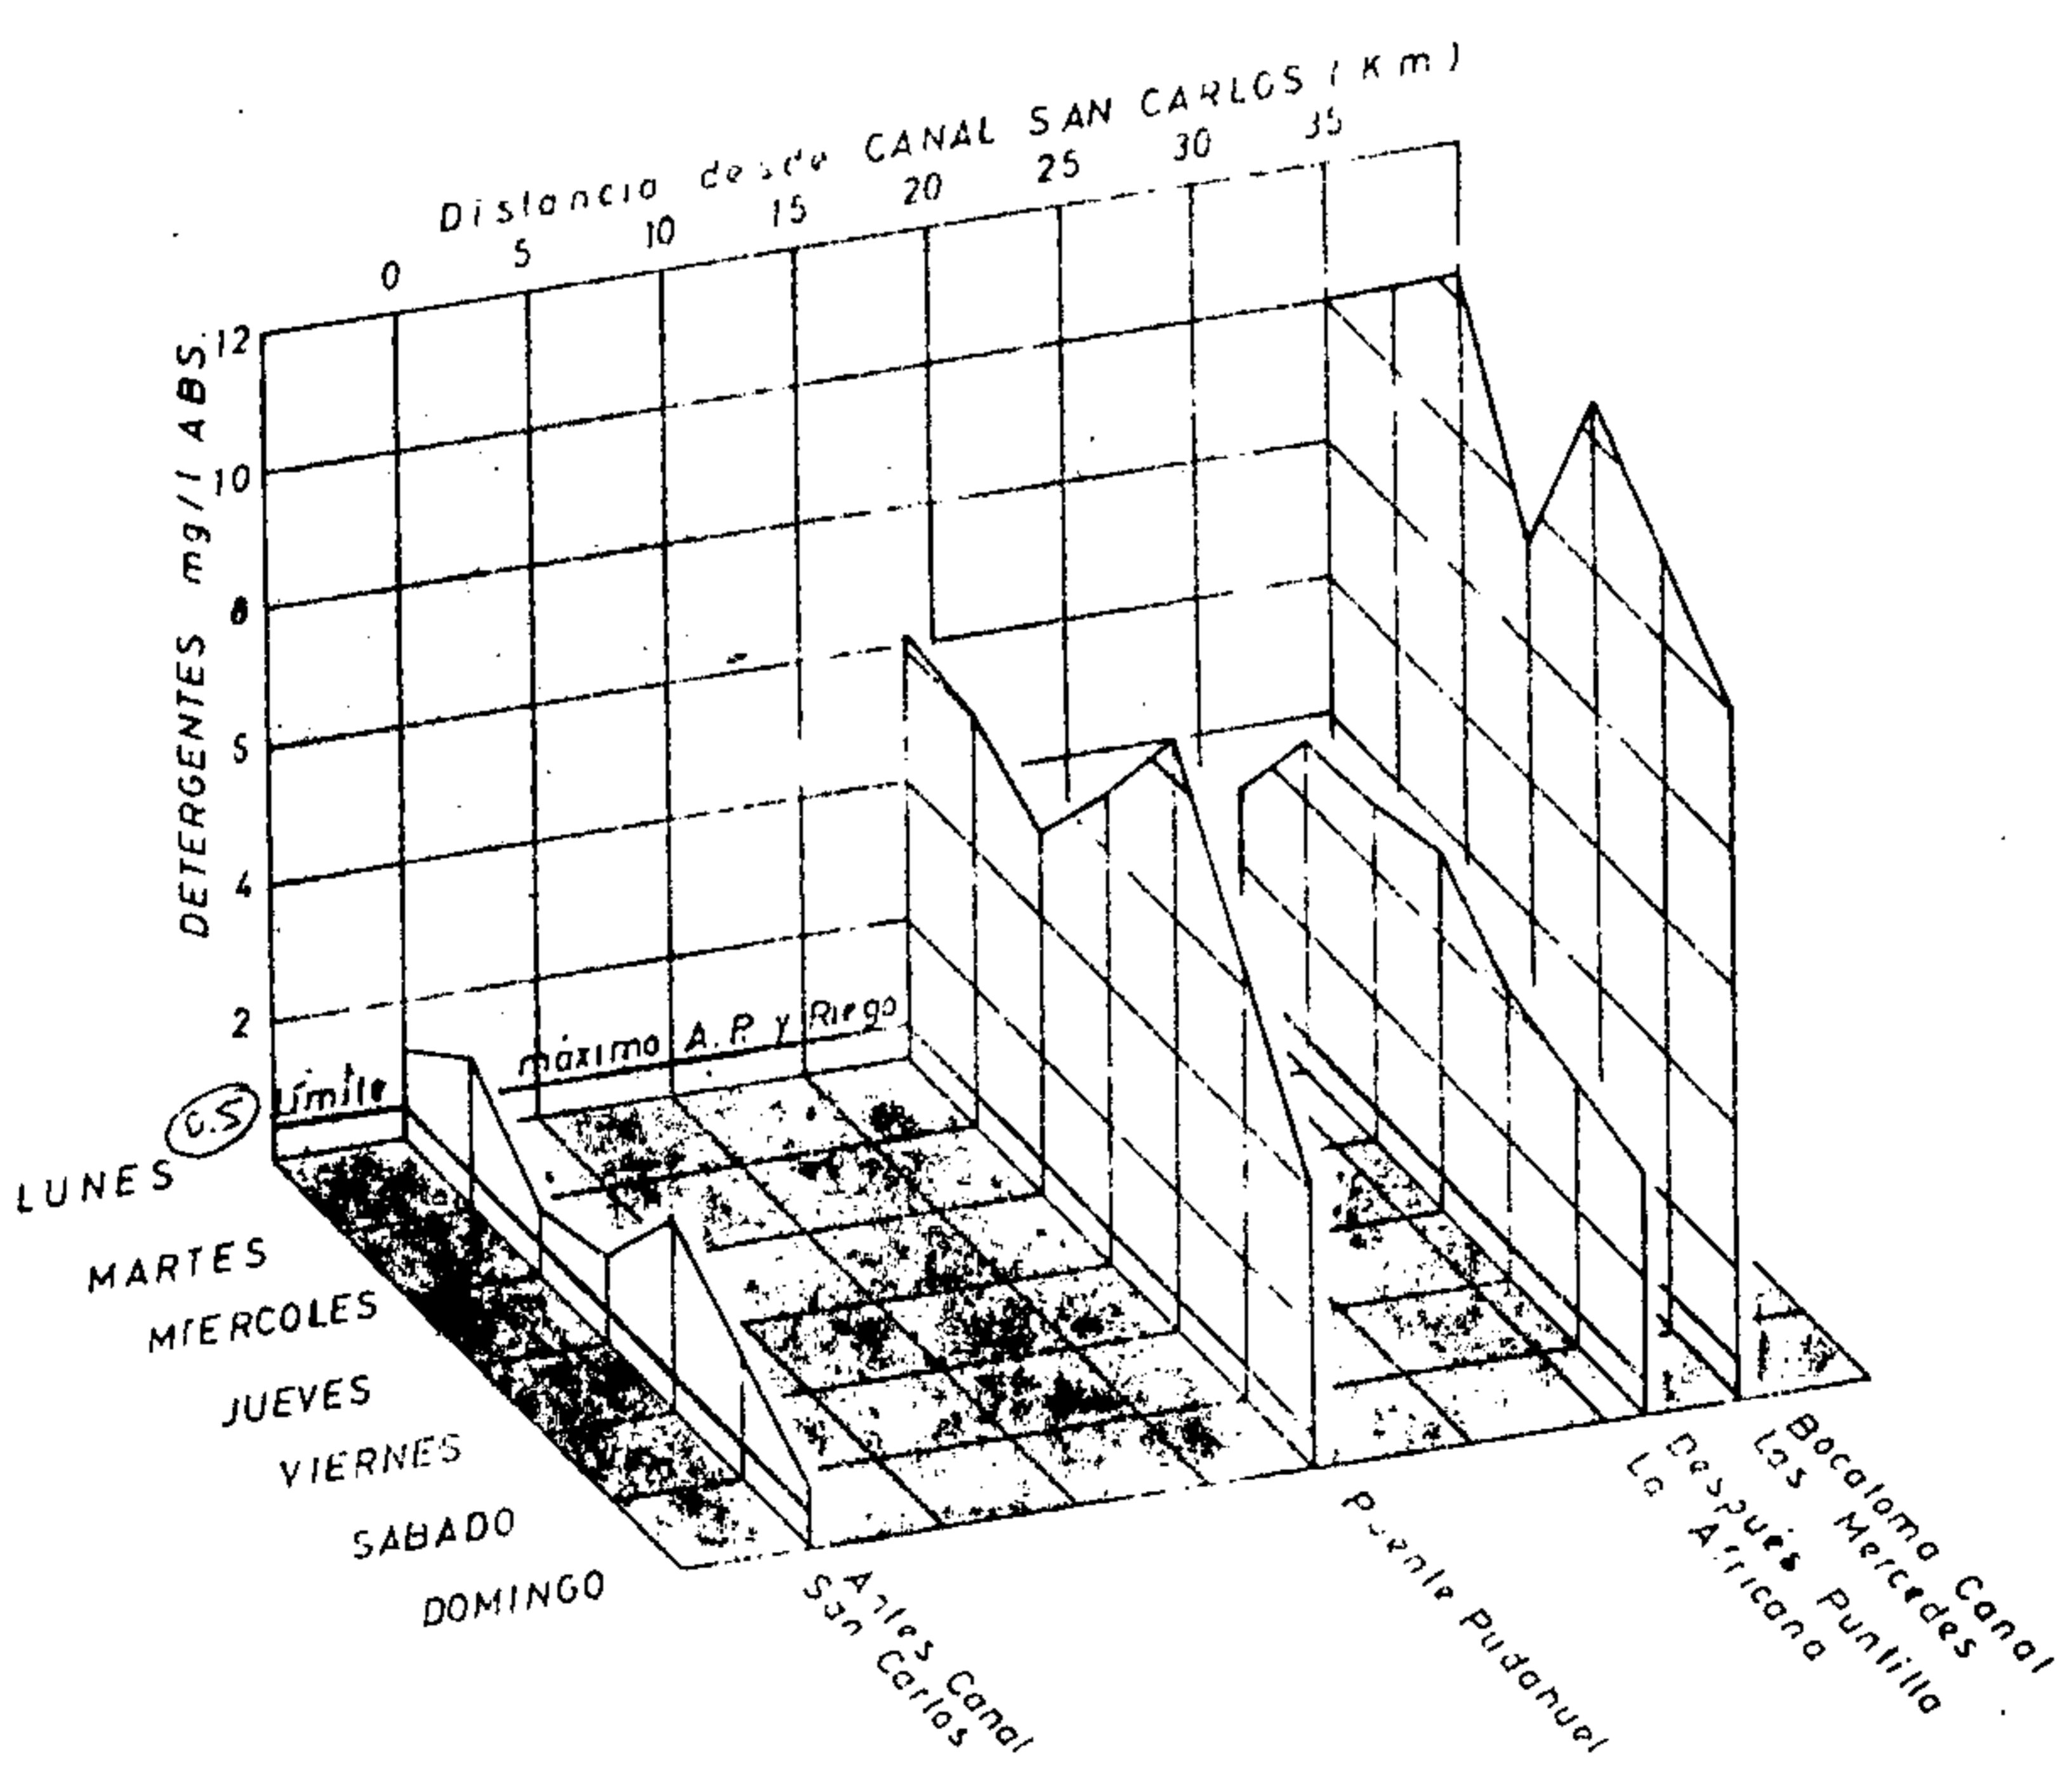 Distancia desde CANAL SAN CARLOS (Km)
0 5 10 15 20 25 30 35
DETERGENTES mg/l ABS.
12
10
8
6
4
2
0.5
Límite máximo A.P. y Riego
LUNES
MARTES
MIERCOLES
JUEVES
VIERNES
SABADO
DOMINGO
Antes Canal
San Carlos
Puente Pudahuel
Después Puntilla
La Africana
Bocatoma Canal
Las Mercedes